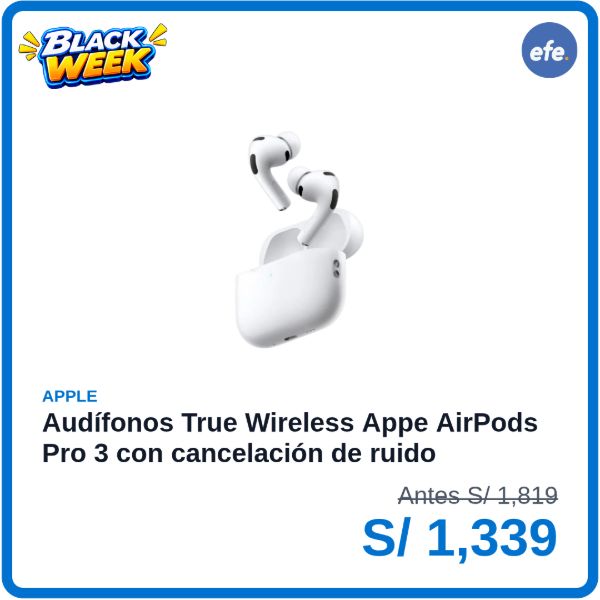 BLACK
WEEK
efe.
APPLE
Audífonos True Wireless Appe AirPods
Pro 3 con cancelación de ruido
Antes S/ 1,819
S/ 1,339